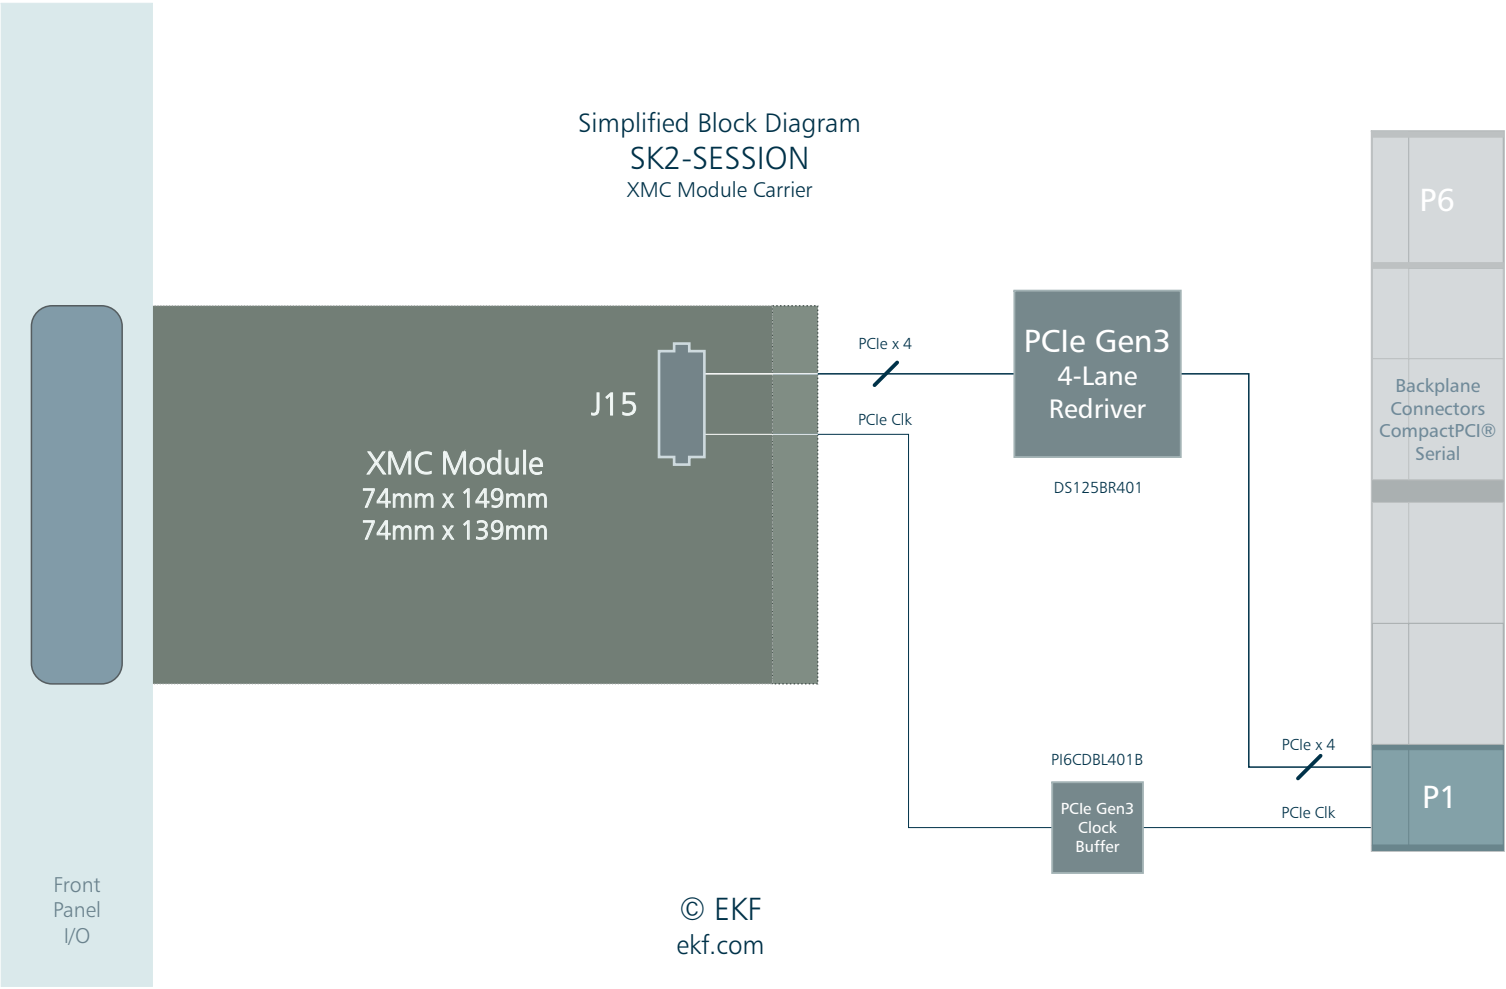 Simplified Block Diagram
SK2-SESSION
XMC Module Carrier
P6
PCIe x 4
PCIe Gen3
4-Lane
Redriver
DS125BR401
PCIe Clk
J15
XMC Module
74mm x 149mm
74mm x 139mm
Backplane
Connectors
CompactPCI®
Serial
PCIe x 4
P1
PCIe Clk
PI6CDBL401B
PCIe Gen3
Clock
Buffer
Front
Panel
I/O
© EKF
ekf.com